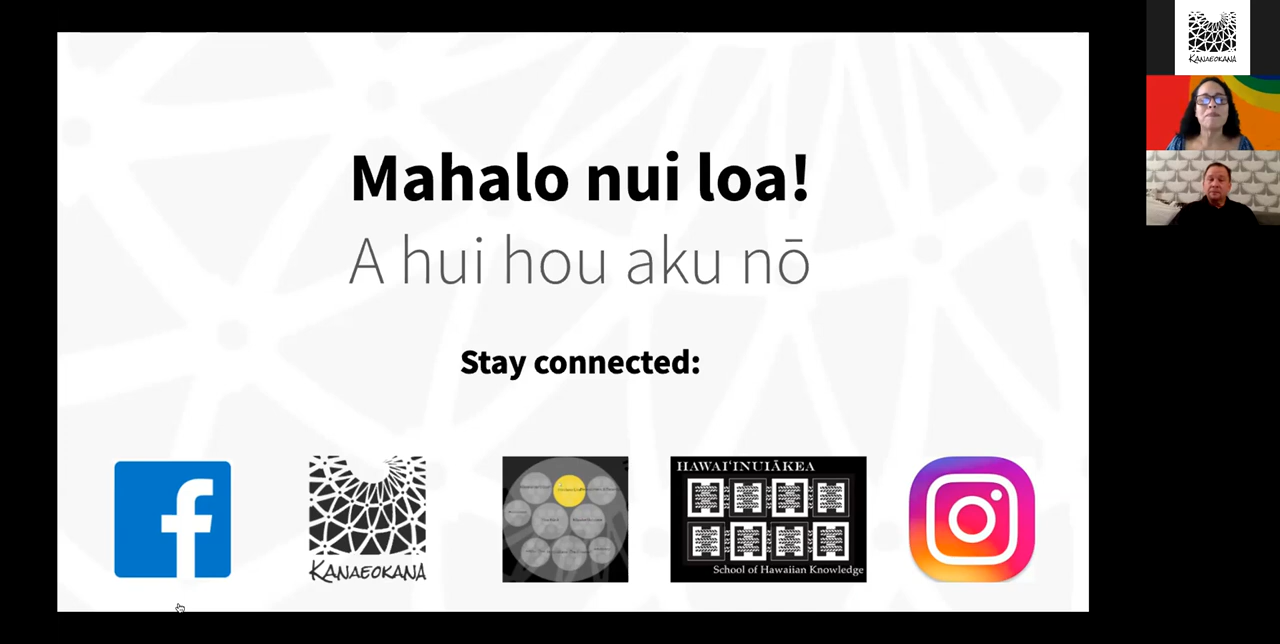 Mahalo nui loa!
A hui hou aku nō
Stay connected:
KANAEOKANA
HAWAIʻINUIĀKEA
School of Hawaiian Knowledge
KANAEOKANA